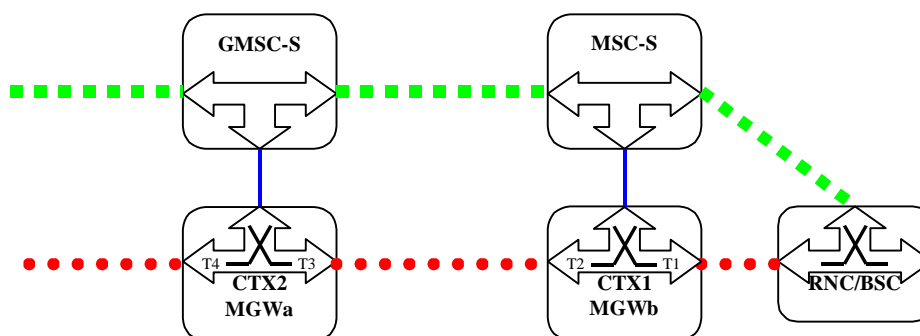 GMSC-S
MSC-S
T4 T3
CTX2
MGWa
T2 T1
CTX1
MGWb
RNC/BSC